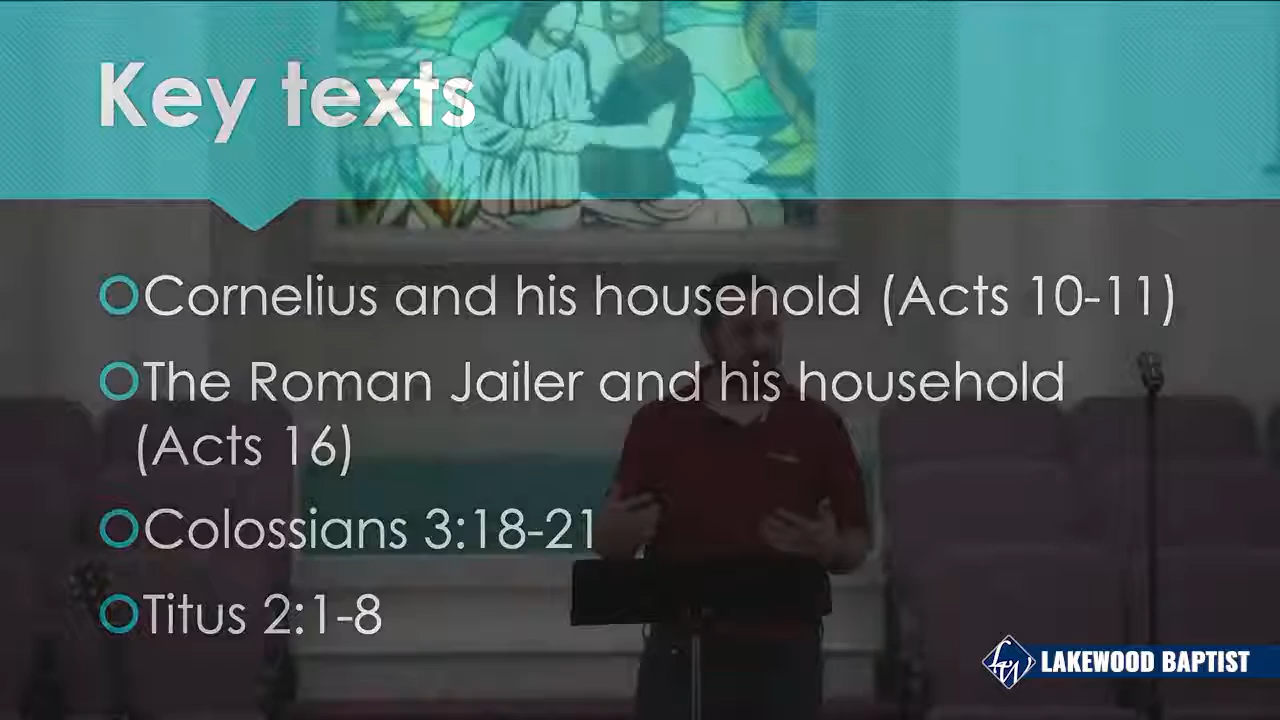 Key texts
Cornelius and his household (Acts 10-11)
The Roman Jailer and his household
(Acts 16)
Colossians 3:18-21
Titus 2:1-8
LAKEWOOD BAPTIST